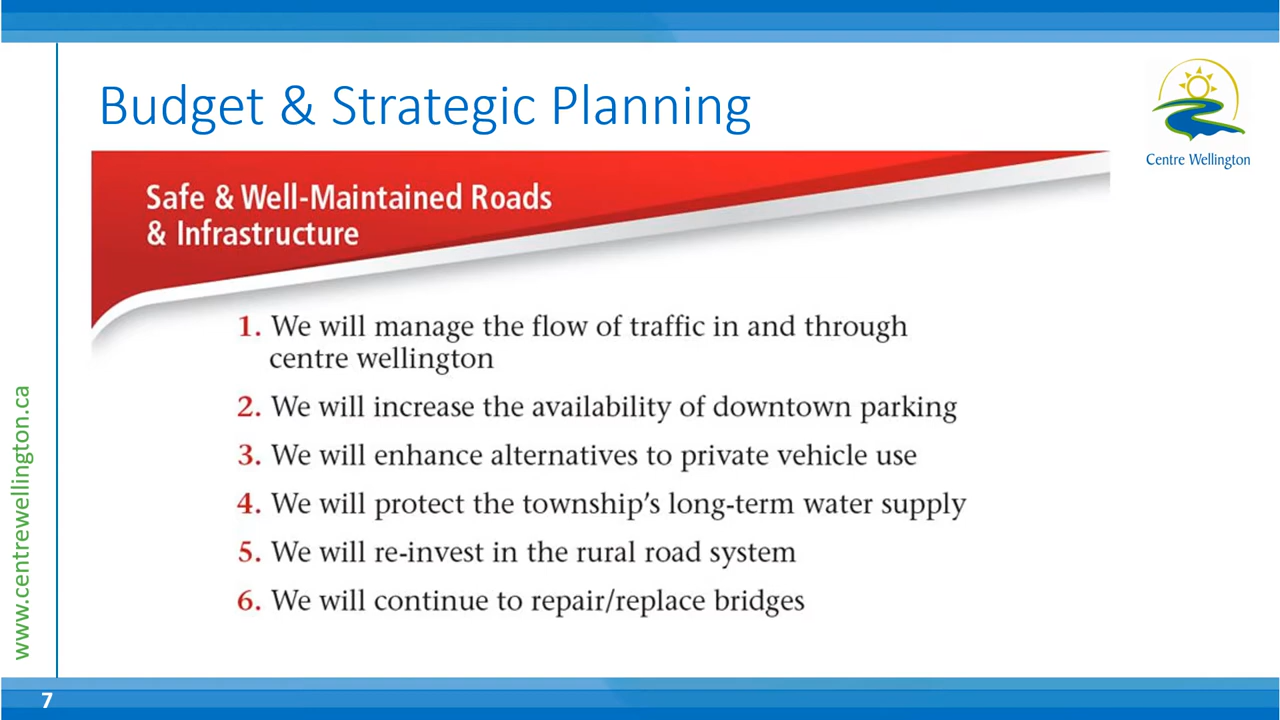 Budget & Strategic Planning
Centre Wellington
Safe & Well-Maintained Roads
& Infrastructure
1. We will manage the flow of traffic in and through
centre wellington
2. We will increase the availability of downtown parking
3. We will enhance alternatives to private vehicle use
4. We will protect the township’s long-term water supply
5. We will re-invest in the rural road system
6. We will continue to repair/replace bridges
www.centrewellington.ca
7